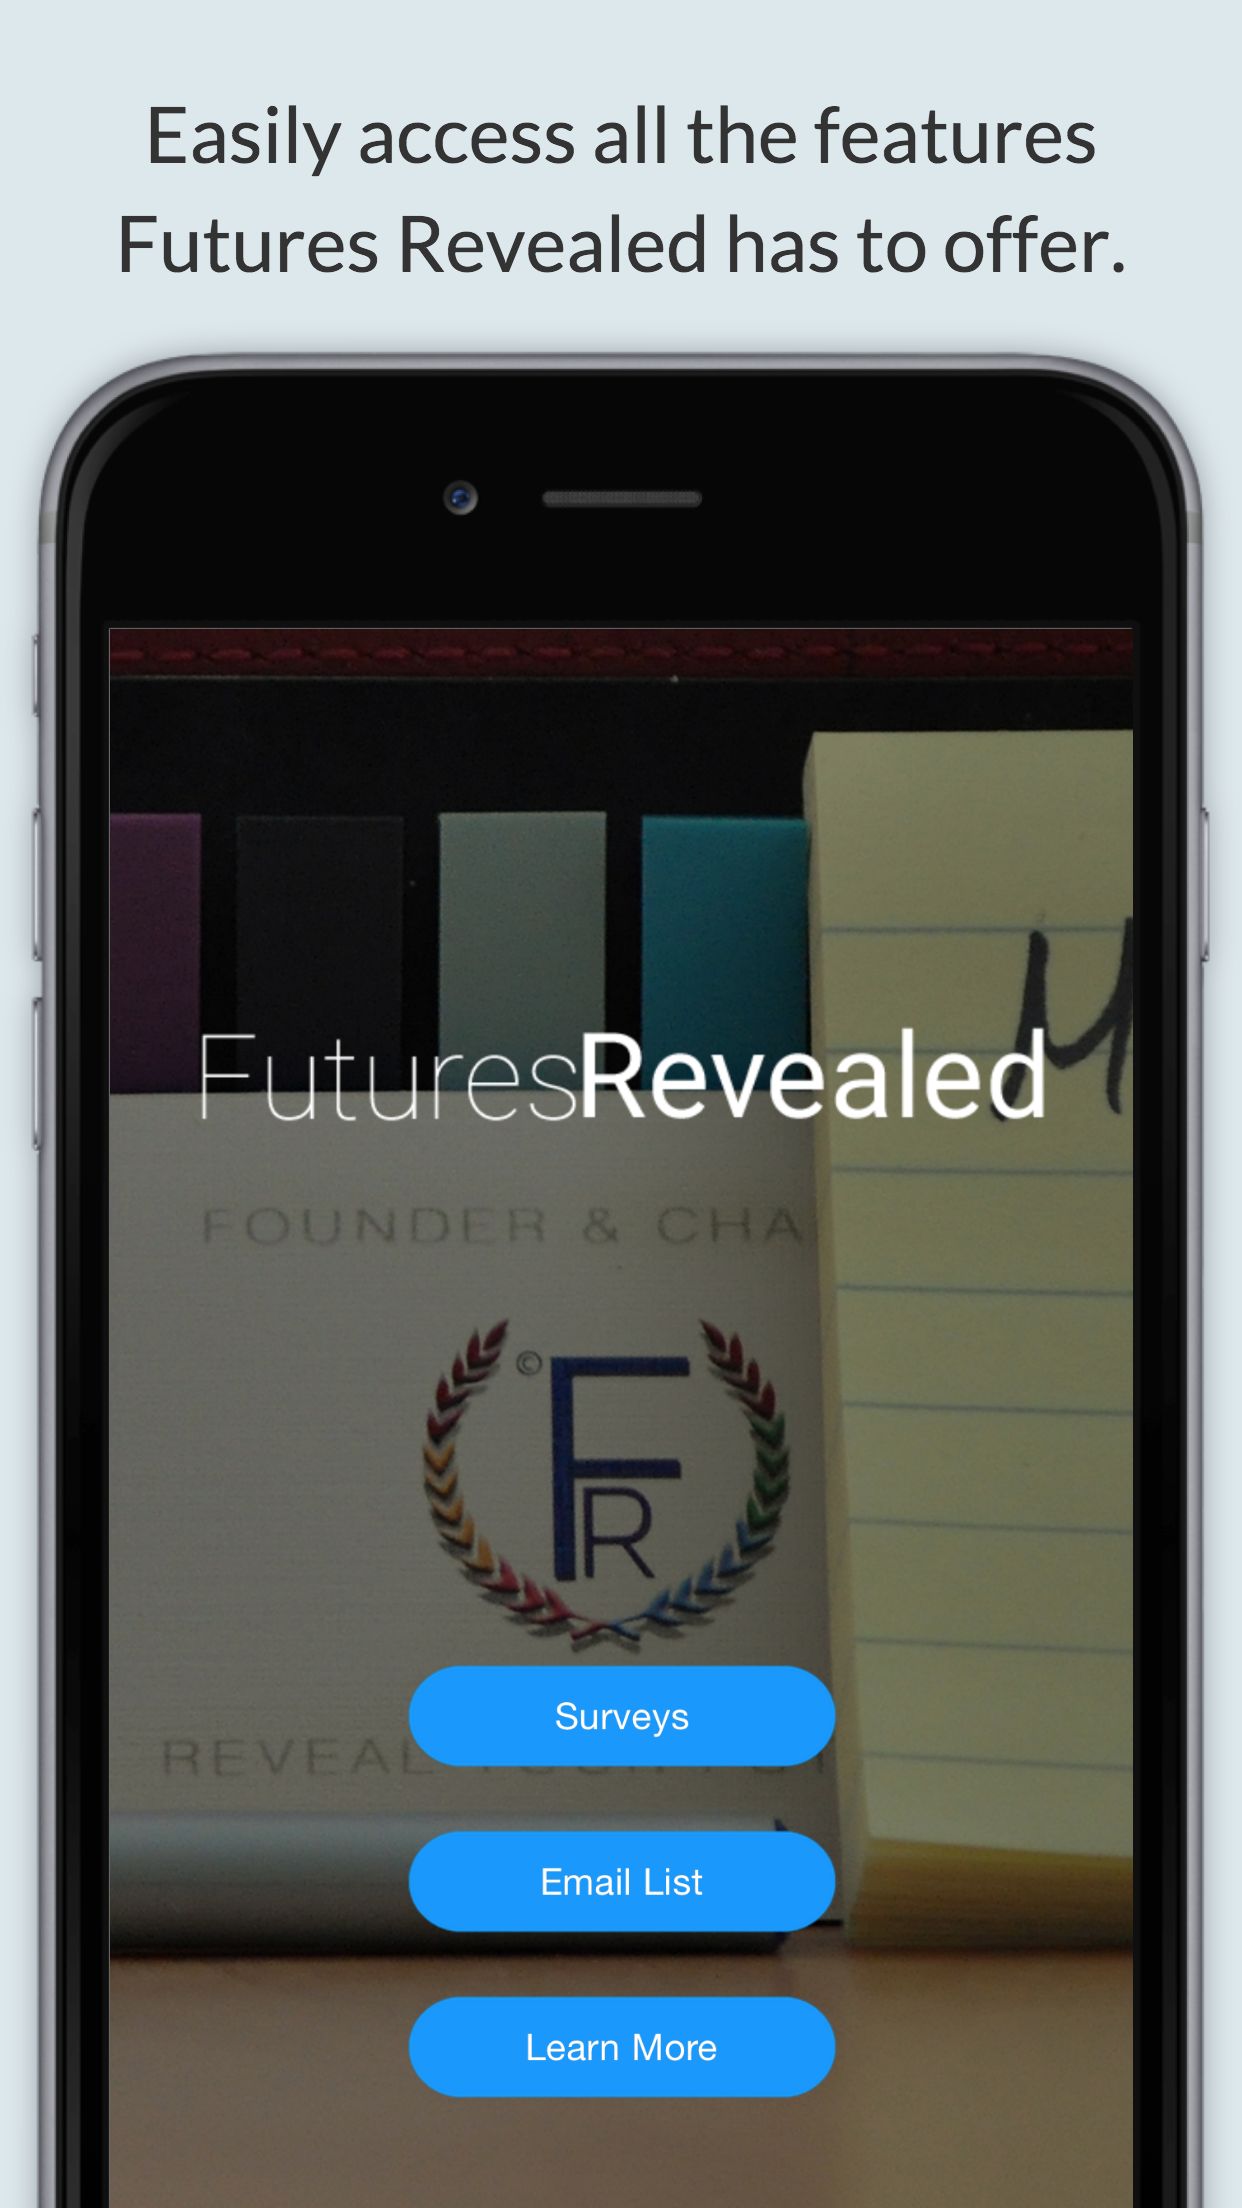 Easily access all the features
Futures Revealed has to offer.
FuturesRevealed
FOUNDER &
©
FR
Surveys
REVEAL
Email List
Learn More